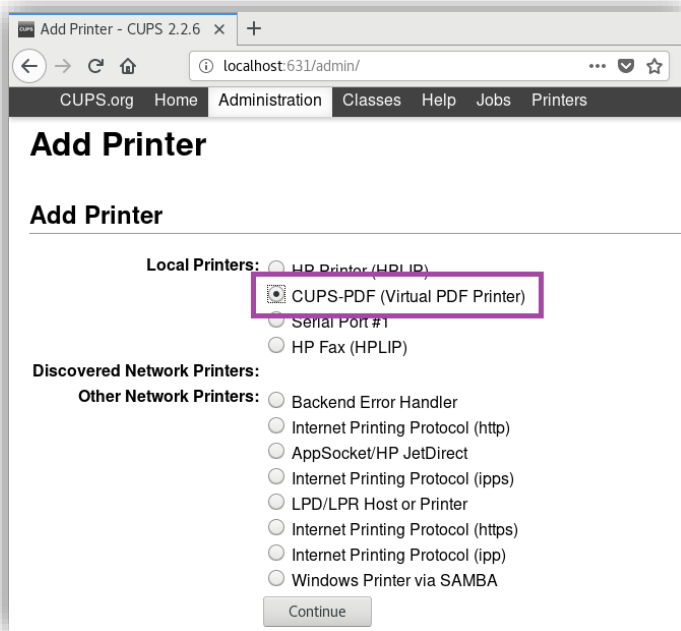 CUPS Add Printer - CUPS 2.2.6 × +
localhost:631/admin/
CUPS.org Home Administration Classes Help Jobs Printers
Add Printer
Add Printer
Local Printers: HP Printer (HPLIP)
CUPS-PDF (Virtual PDF Printer)
Serial Port #1
HP Fax (HPLIP)
Discovered Network Printers:
Other Network Printers: Backend Error Handler
Internet Printing Protocol (http)
AppSocket/HP JetDirect
Internet Printing Protocol (ipps)
LPD/LPR Host or Printer
Internet Printing Protocol (https)
Internet Printing Protocol (ipp)
Windows Printer via SAMBA
Continue